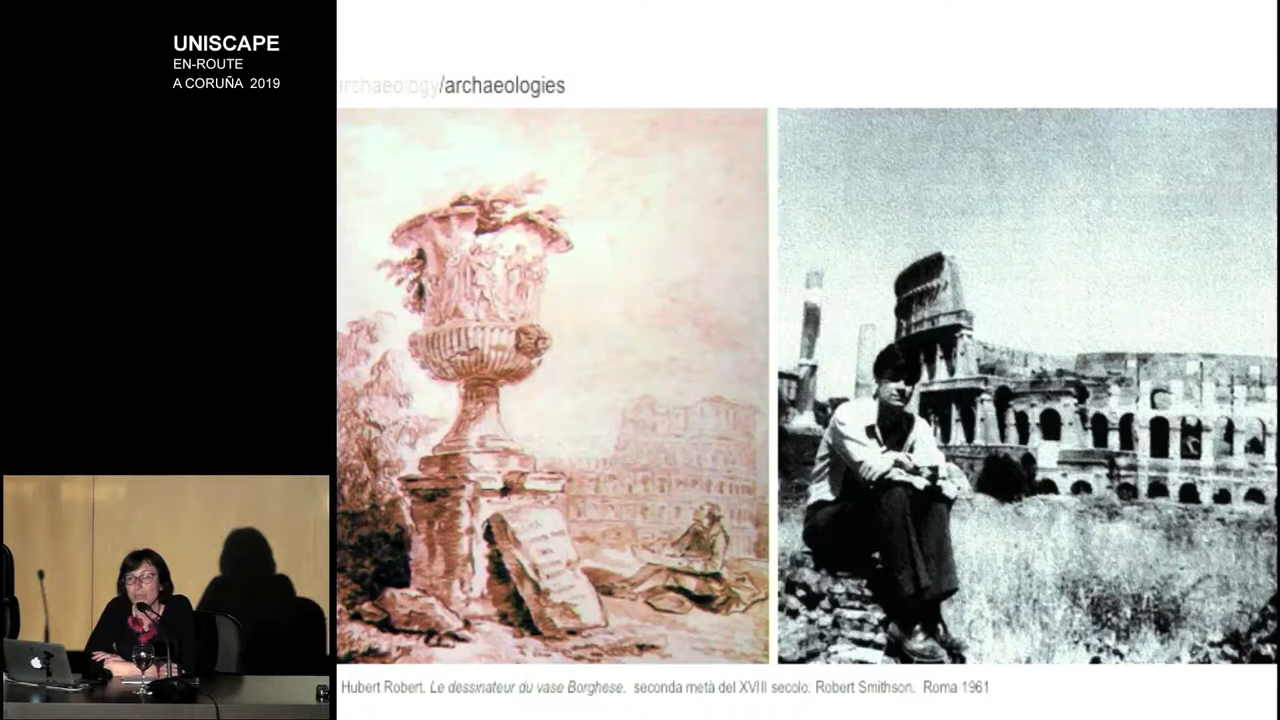 UNISCAPE
EN-ROUTE
A CORUÑA 2019
archaeology/archaeologies
Hubert Robert. Le dessinateur du vase Borghese. seconda metà del XVIII secolo: Robert Smithson. Roma 1961